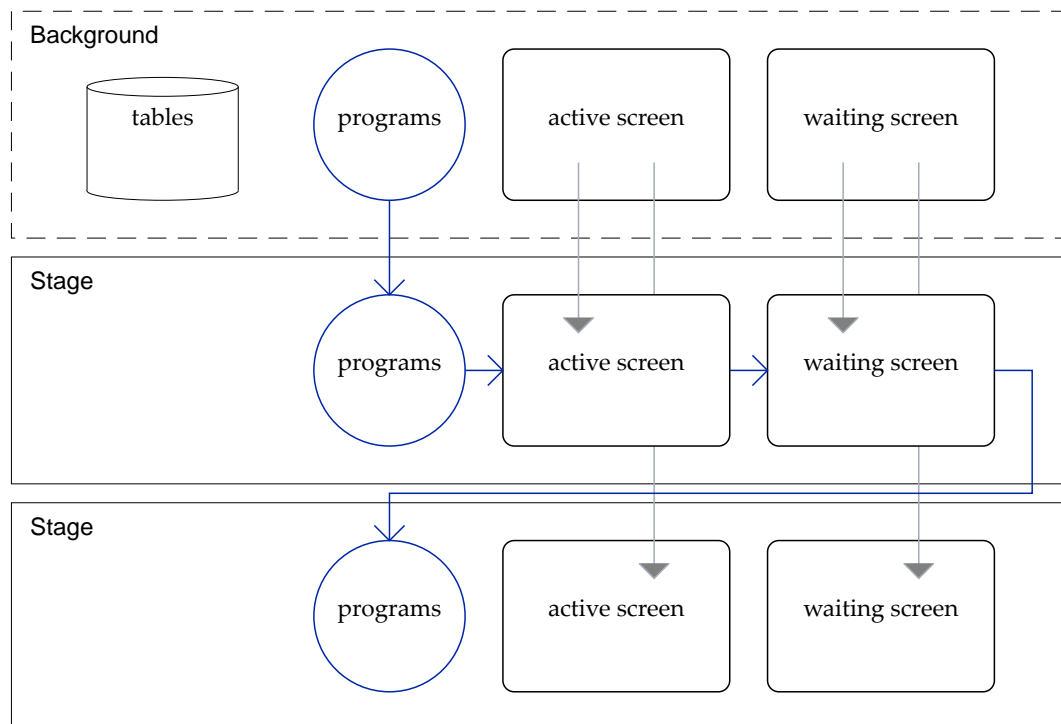 Background
tables
programs
active screen
waiting screen
Stage
programs
active screen
waiting screen
Stage
programs
active screen
waiting screen